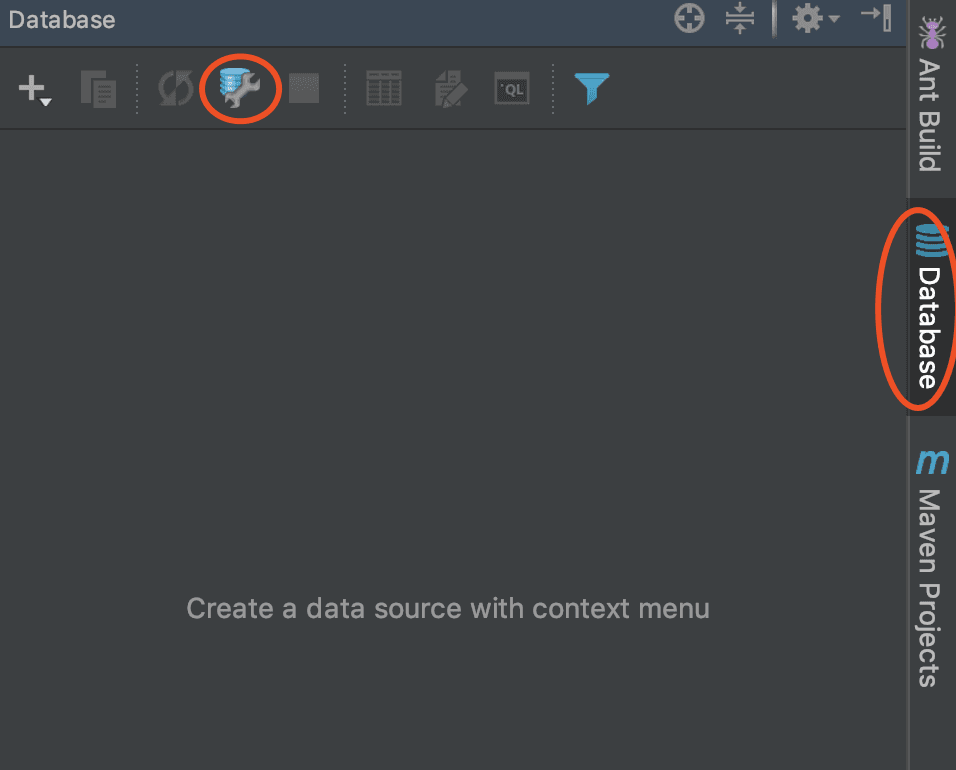 Database
QL
Create a data source with context menu
Ant Build
Database
m Maven Projects